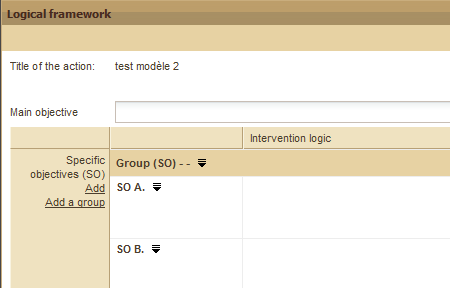 Logical framework
Title of the action: test modèle 2
Main objective
Intervention logic
Specific
objectives (SO)
Add
Add a group
Group (SO) - -
SO A.
SO B.